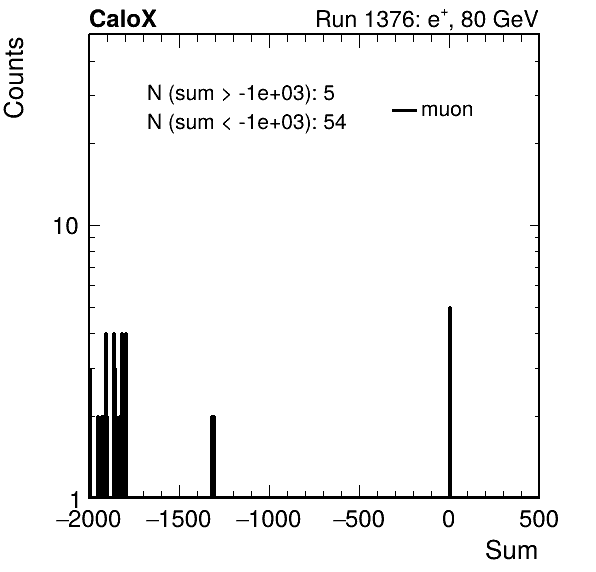 CaloX Run 1376: e⁺, 80 GeV
Counts
N (sum > -1e+03): 5
N (sum < -1e+03): 54
muon
10
1
−2000 −1500 −1000 −500 0 500
Sum